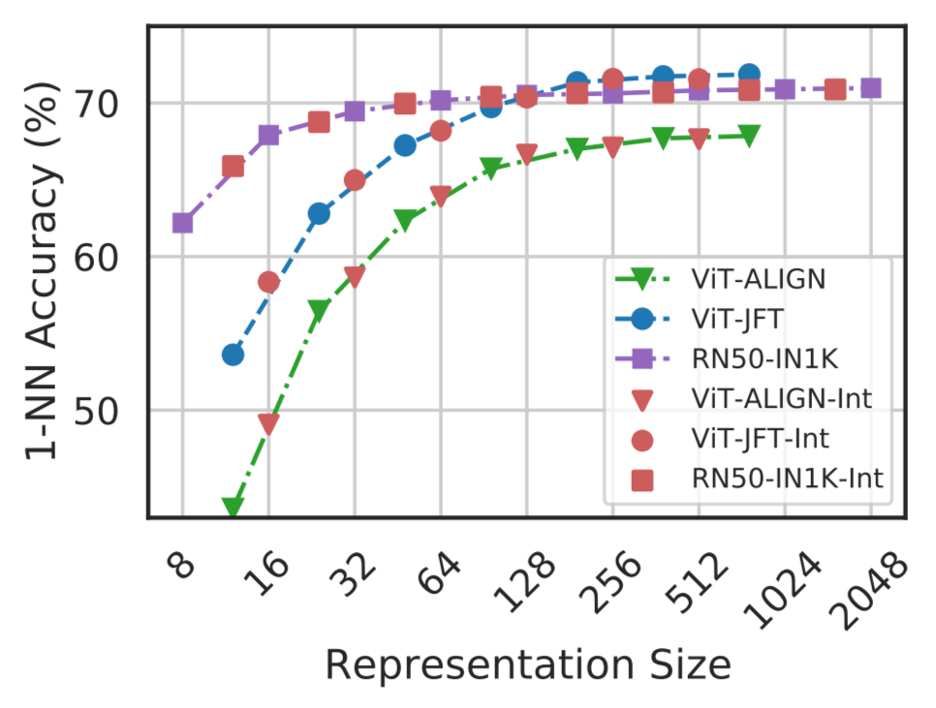 1-NN Accuracy (%)
70
60
50
ViT-ALIGN
ViT-JFT
RN50-IN1K
ViT-ALIGN-Int
ViT-JFT-Int
RN50-IN1K-Int
8 16 32 64 128 256 512 1024 2048
Representation Size